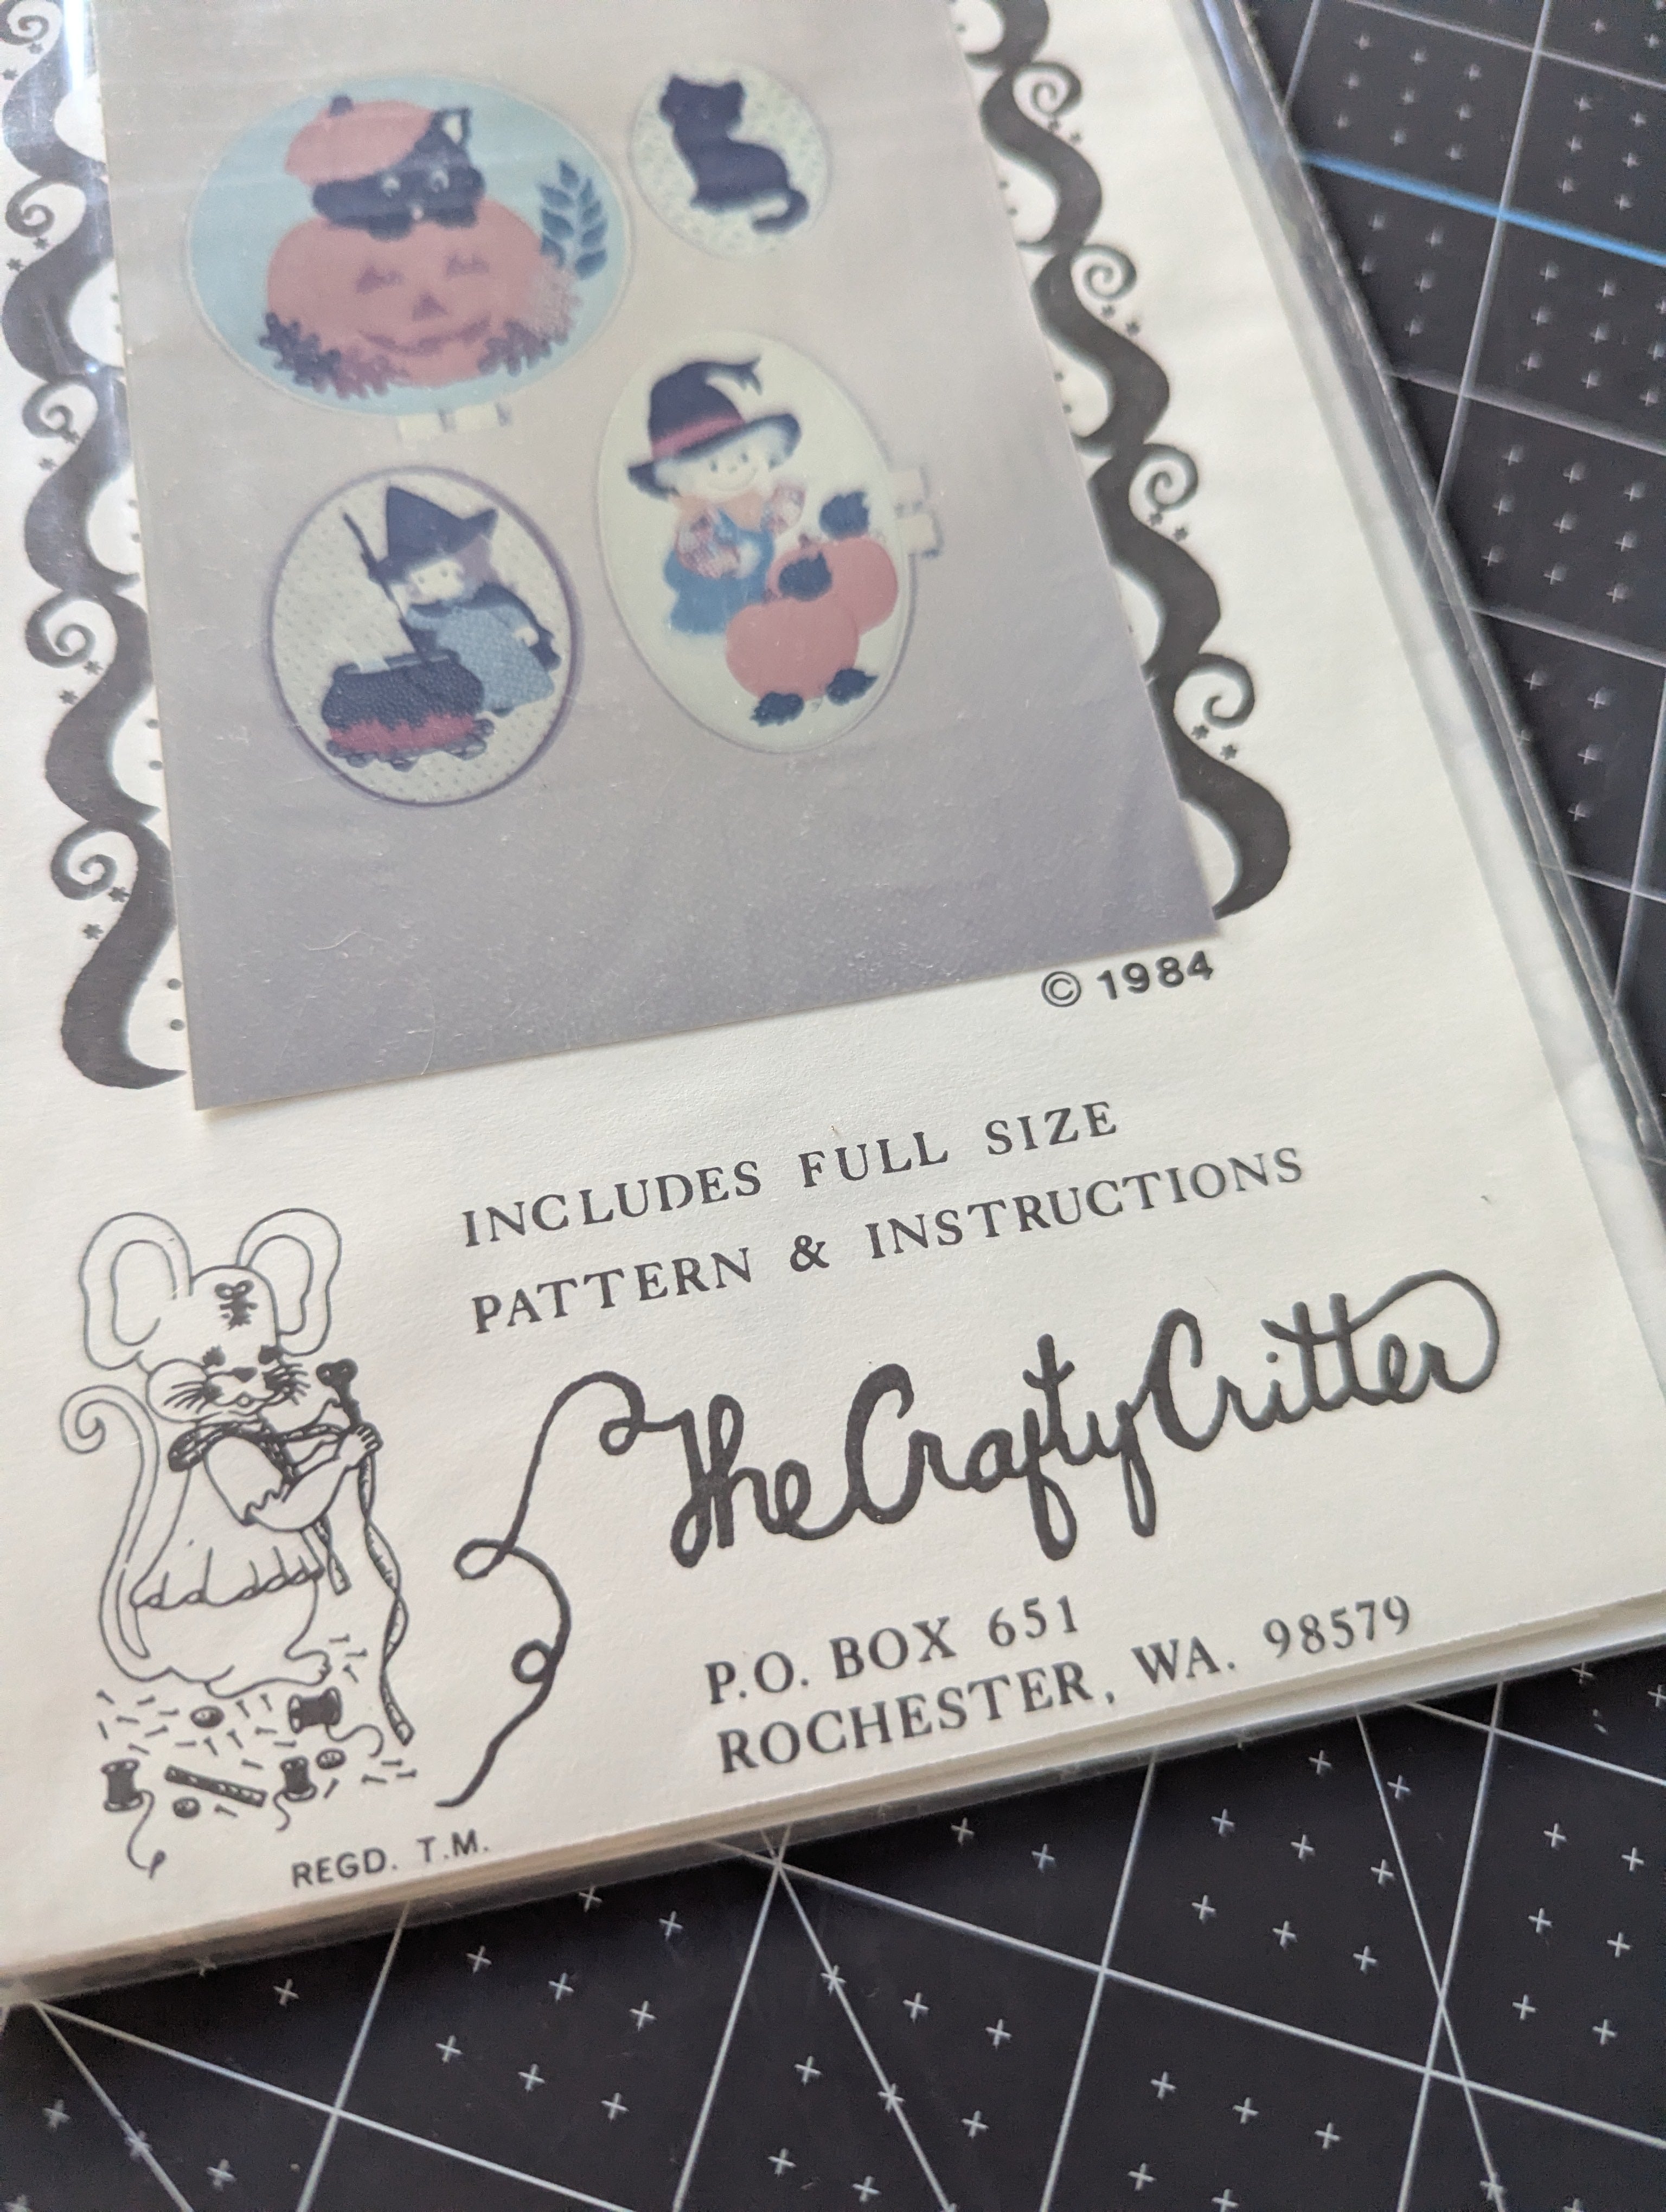 © 1984
INCLUDES FULL SIZE
PATTERN & INSTRUCTIONS
The Crafty Critter
P.O. BOX 651
ROCHESTER, WA. 98579
REGD. T.M.